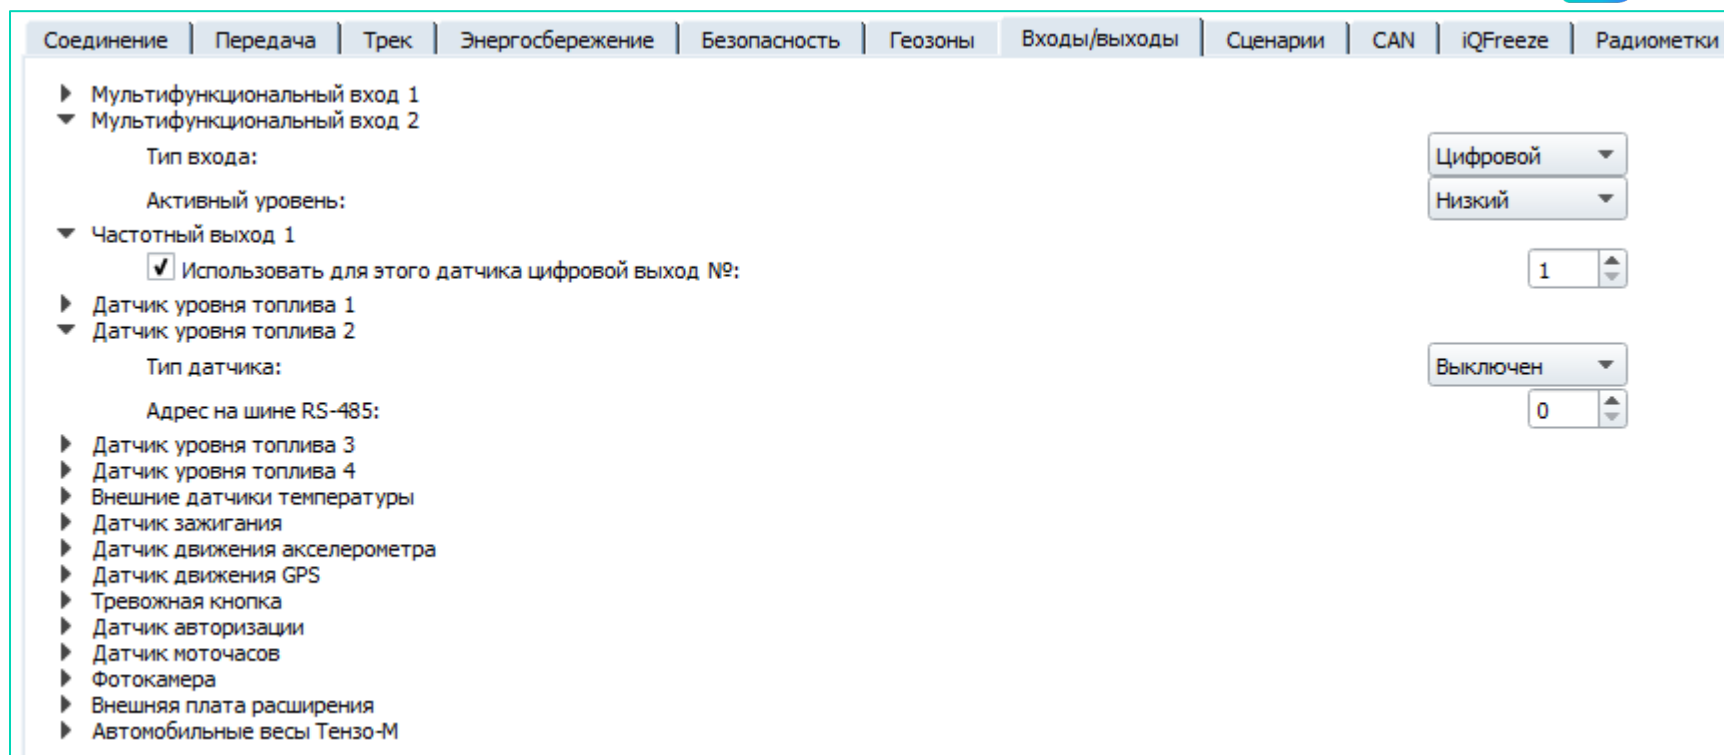 Соединение Передача Трек Энергосбережение Безопасность Геозоны Входы/выходы Сценарии CAN iQFreeze Радиометки
Мультифункциональный вход 1
Мультифункциональный вход 2
Тип входа: Цифровой
Активный уровень: Низкий
Частотный выход 1
Использовать для этого датчика цифровой выход №: 1
Датчик уровня топлива 1
Датчик уровня топлива 2
Тип датчика: Выключен
Адрес на шине RS-485: 0
Датчик уровня топлива 3
Датчик уровня топлива 4
Внешние датчики температуры
Датчик зажигания
Датчик движения акселерометра
Датчик движения GPS
Тревожная кнопка
Датчик авторизации
Датчик моточасов
Фотокамера
Внешняя плата расширения
Автомобильные весы Тензо-М